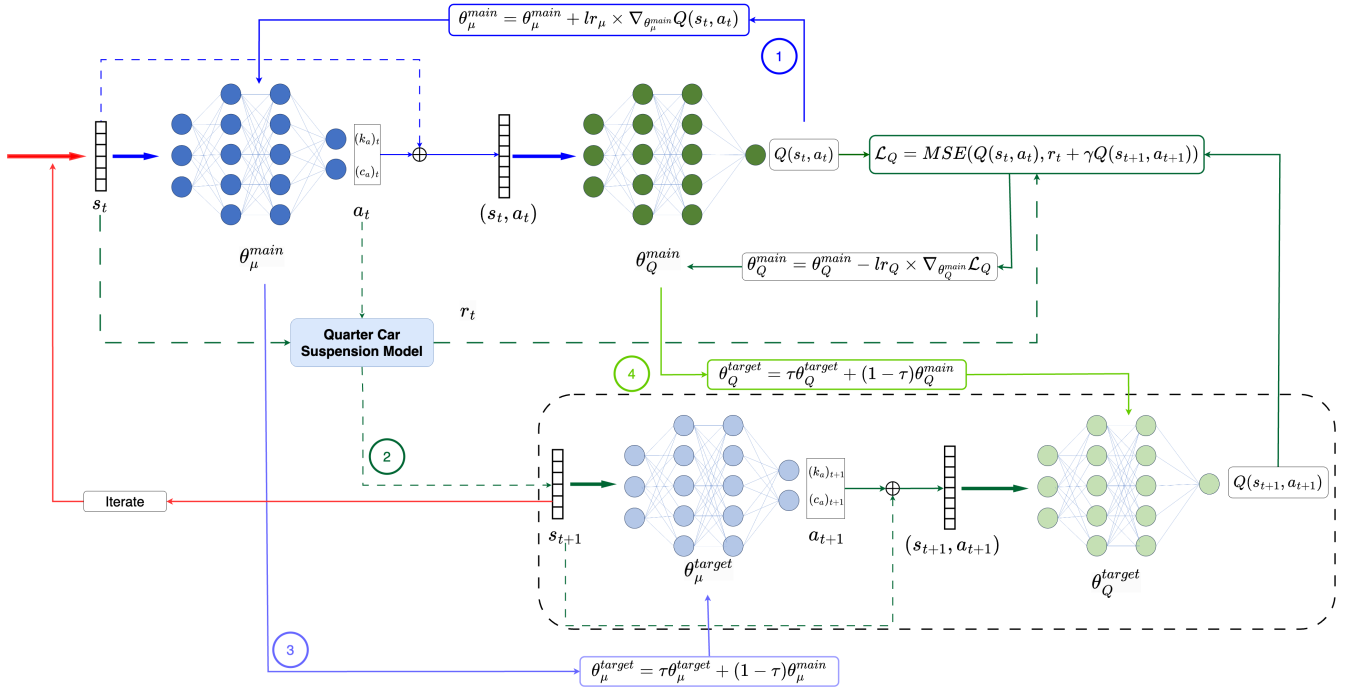 θ_μ^{main} = θ_μ^{main} + lr_μ × ∇_{θ_μ^{main}} Q(s_t, a_t)
1
(k_a)_t
(c_a)_t
Q(s_t, a_t)
ℒ_Q = MSE(Q(s_t, a_t), r_t + γQ(s_{t+1}, a_{t+1}))
s_t
a_t
(s_t, a_t)
θ_μ^{main}
θ_Q^{main}
θ_Q^{main} = θ_Q^{main} − lr_Q × ∇_{θ_Q^{main}} ℒ_Q
r_t
Quarter Car
Suspension Model
4
θ_Q^{target} = τθ_Q^{target} + (1 − τ)θ_Q^{main}
2
(k_a)_{t+1}
(c_a)_{t+1}
Q(s_{t+1}, a_{t+1})
Iterate
s_{t+1}
a_{t+1}
(s_{t+1}, a_{t+1})
θ_μ^{target}
θ_Q^{target}
3
θ_μ^{target} = τθ_μ^{target} + (1 − τ)θ_μ^{main}